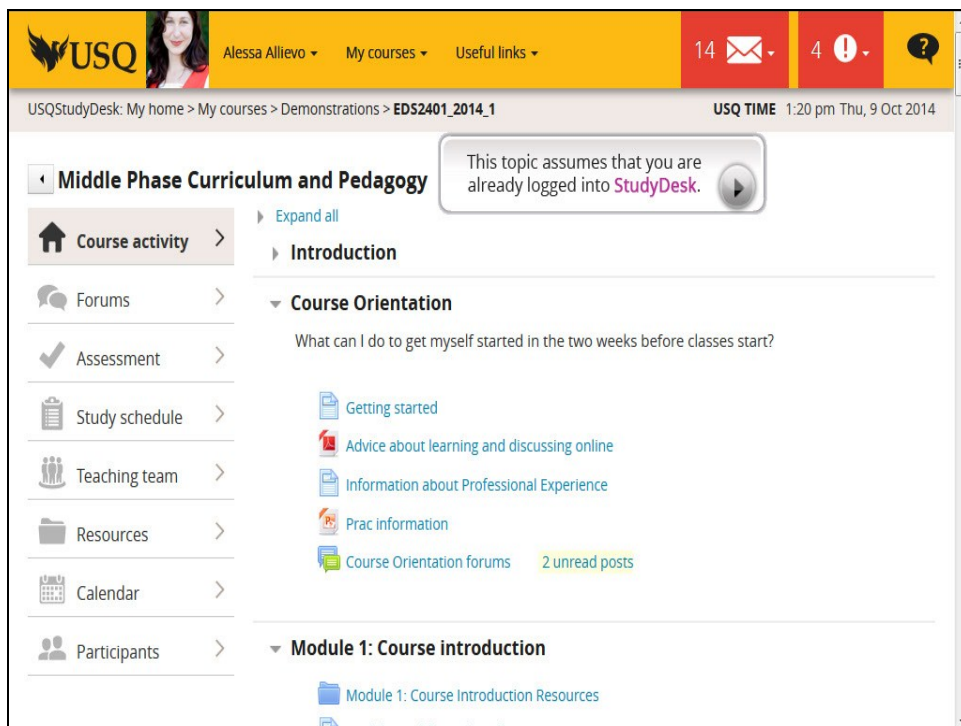 USQ
Alessa Allievo
My courses
Useful links
14
4
?
USQStudyDesk: My home > My courses > Demonstrations > EDS2401_2014_1
USQ TIME 1:20 pm Thu, 9 Oct 2014
This topic assumes that you are
already logged into StudyDesk.
Middle Phase Curriculum and Pedagogy
Course activity
Forums
Assessment
Study schedule
Teaching team
Resources
Calendar
Participants
Expand all
Introduction
Course Orientation
What can I do to get myself started in the two weeks before classes start?
Getting started
Advice about learning and discussing online
Information about Professional Experience
Prac information
Course Orientation forums 2 unread posts
Module 1: Course introduction
Module 1: Course Introduction Resources